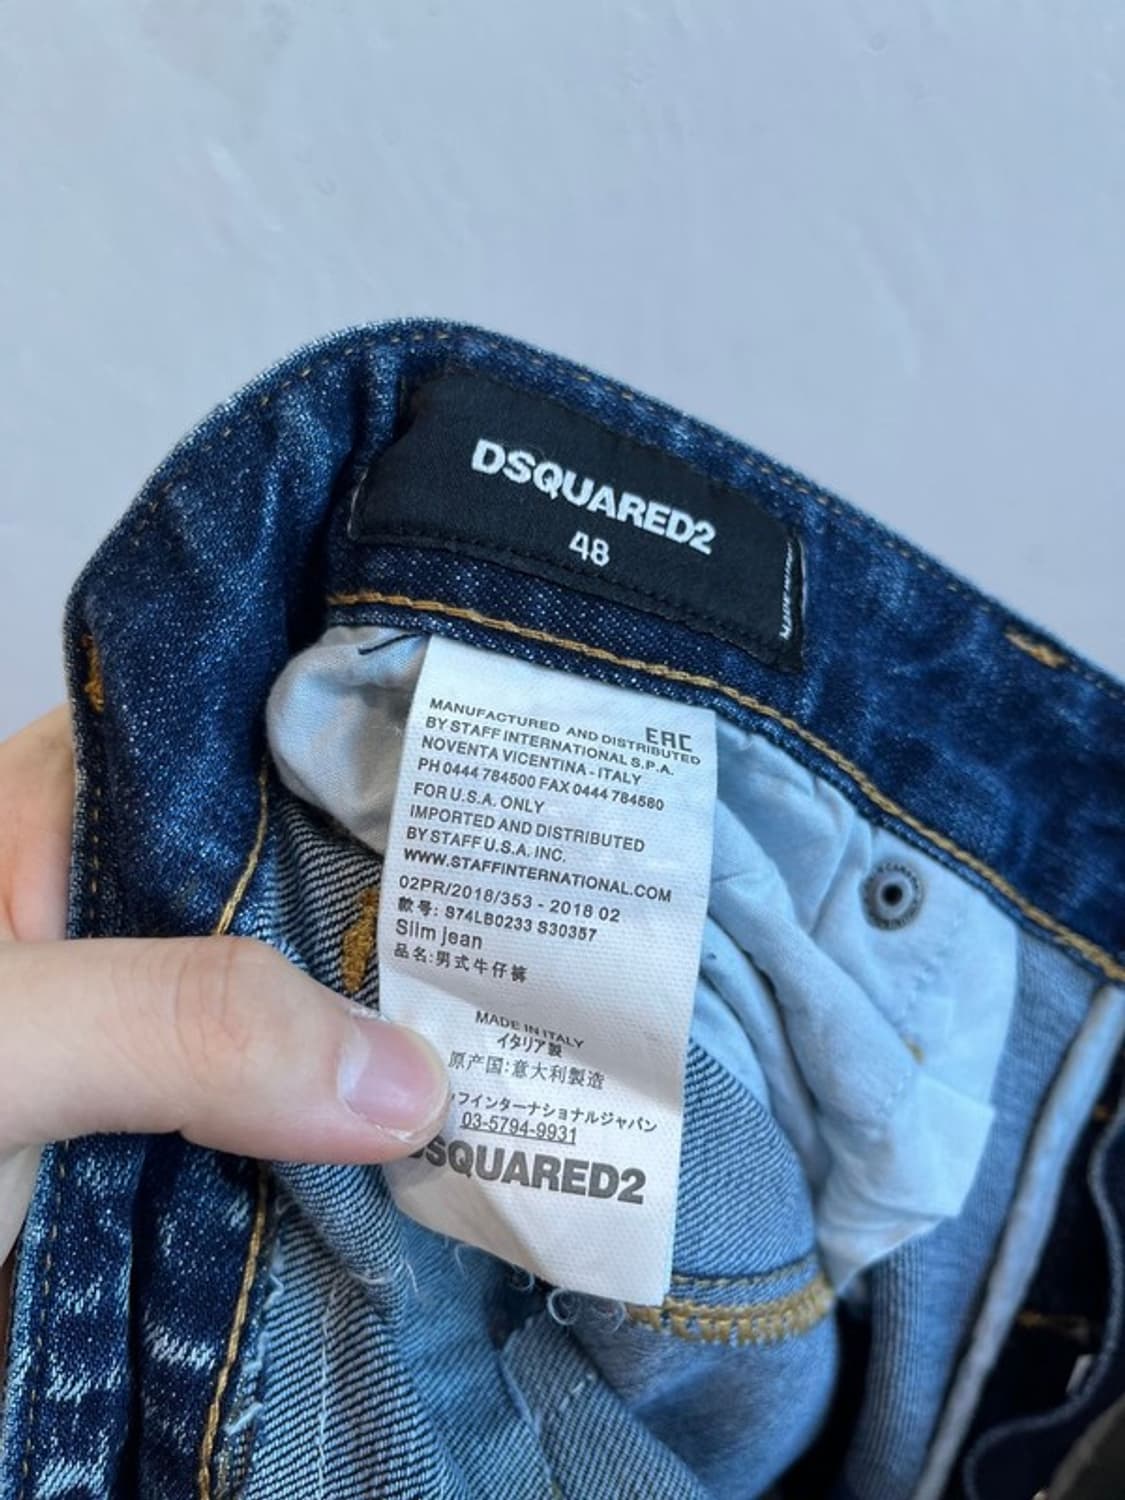 DSQUARED2
48
MADE IN ITALY
EAC
MANUFACTURED AND DISTRIBUTED
BY STAFF INTERNATIONAL S.P.A.
NOVENTA VICENTINA - ITALY
PH 0444 784500 FAX 0444 784580
FOR U.S.A. ONLY
IMPORTED AND DISTRIBUTED
BY STAFF U.S.A. INC.
WWW.STAFFINTERNATIONAL.COM
02PR/2018/353 - 2018 02
款号: S74LB0233 S30357
Slim jean
品名:男式牛仔裤
MADE IN ITALY
イタリア製
原产国:意大利製造
フインターナショナルジャパン
03-5794-9931
DSQUARED2